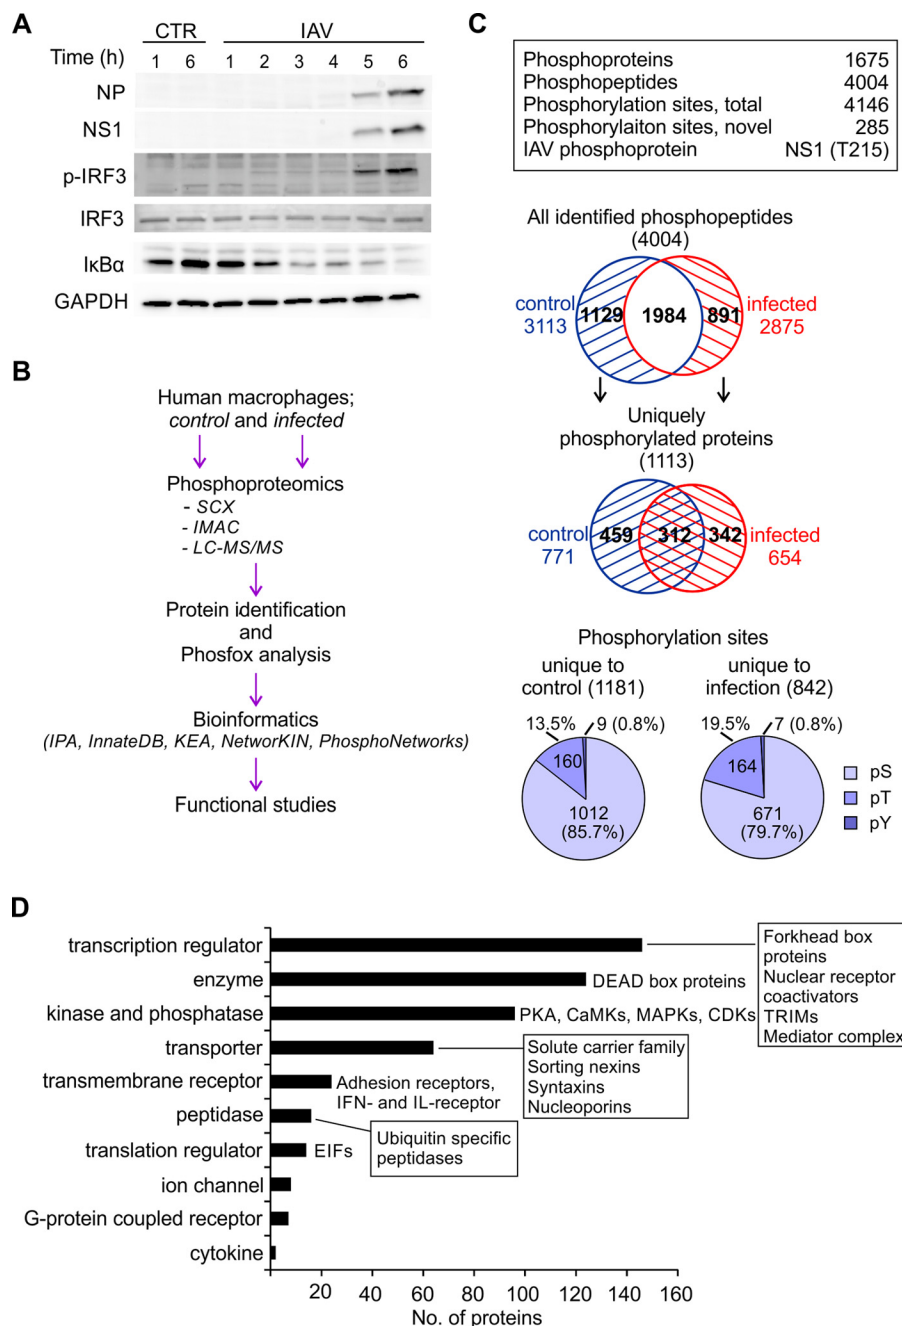 A
CTR IAV
Time (h) 1 6 1 2 3 4 5 6
NP
NS1
p-IRF3
IRF3
IκBα
GAPDH
B
Human macrophages;
control and infected
Phosphoproteomics
- SCX
- IMAC
- LC-MS/MS
Protein identification
and
Phosfox analysis
Bioinformatics
(IPA, InnateDB, KEA, NetworKIN, PhosphoNetworks)
Functional studies
C
Phosphoproteins 1675
Phosphopeptides 4004
Phosphorylation sites, total 4146
Phosphorylaiton sites, novel 285
IAV phosphoprotein NS1 (T215)
All identified phosphopeptides
(4004)
control 1129 1984 891 infected
3113 2875
Uniquely
phosphorylated proteins
(1113)
control 459 312 342 infected
771 654
Phosphorylation sites
unique to unique to
control (1181) infection (842)
13.5% 9 (0.8%) 19.5% 7 (0.8%)
160 164
1012 671
(85.7%) (79.7%)
pS
pT
pY
D
transcription regulator
enzyme DEAD box proteins
kinase and phosphatase PKA, CaMKs, MAPKs, CDKs
transporter
transmembrane receptor Adhesion receptors,
IFN- and IL-receptor
peptidase
translation regulator EIFs
ion channel
G-protein coupled receptor
cytokine
Forkhead box
proteins
Nuclear receptor
coactivators
TRIMs
Mediator complex
Solute carrier family
Sorting nexins
Syntaxins
Nucleoporins
Ubiquitin specific
peptidases
20 40 60 80 100 120 140 160
No. of proteins